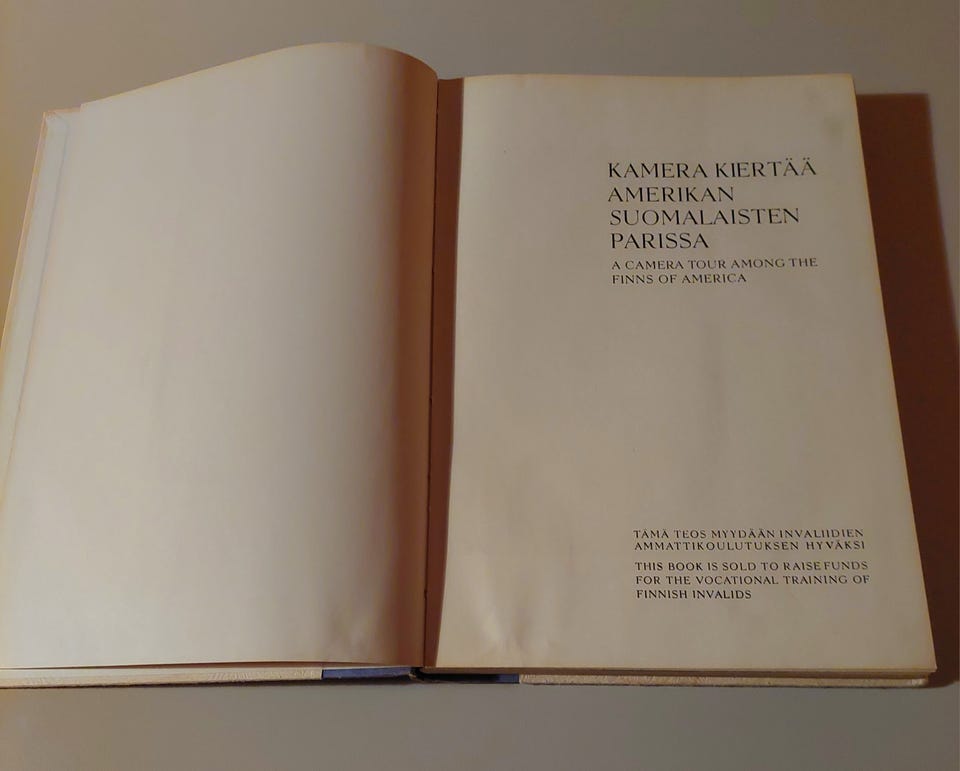 KAMERA KIERTÄÄ
AMERIKAN
SUOMALAISTEN
PARISSA
A CAMERA TOUR AMONG THE
FINNS OF AMERICA
TÄMÄ TEOS MYYDÄÄN INVALIIDIEN
AMMATTIKOULUTUKSEN HYVÄKSI
THIS BOOK IS SOLD TO RAISE FUNDS
FOR THE VOCATIONAL TRAINING OF
FINNISH INVALIDS